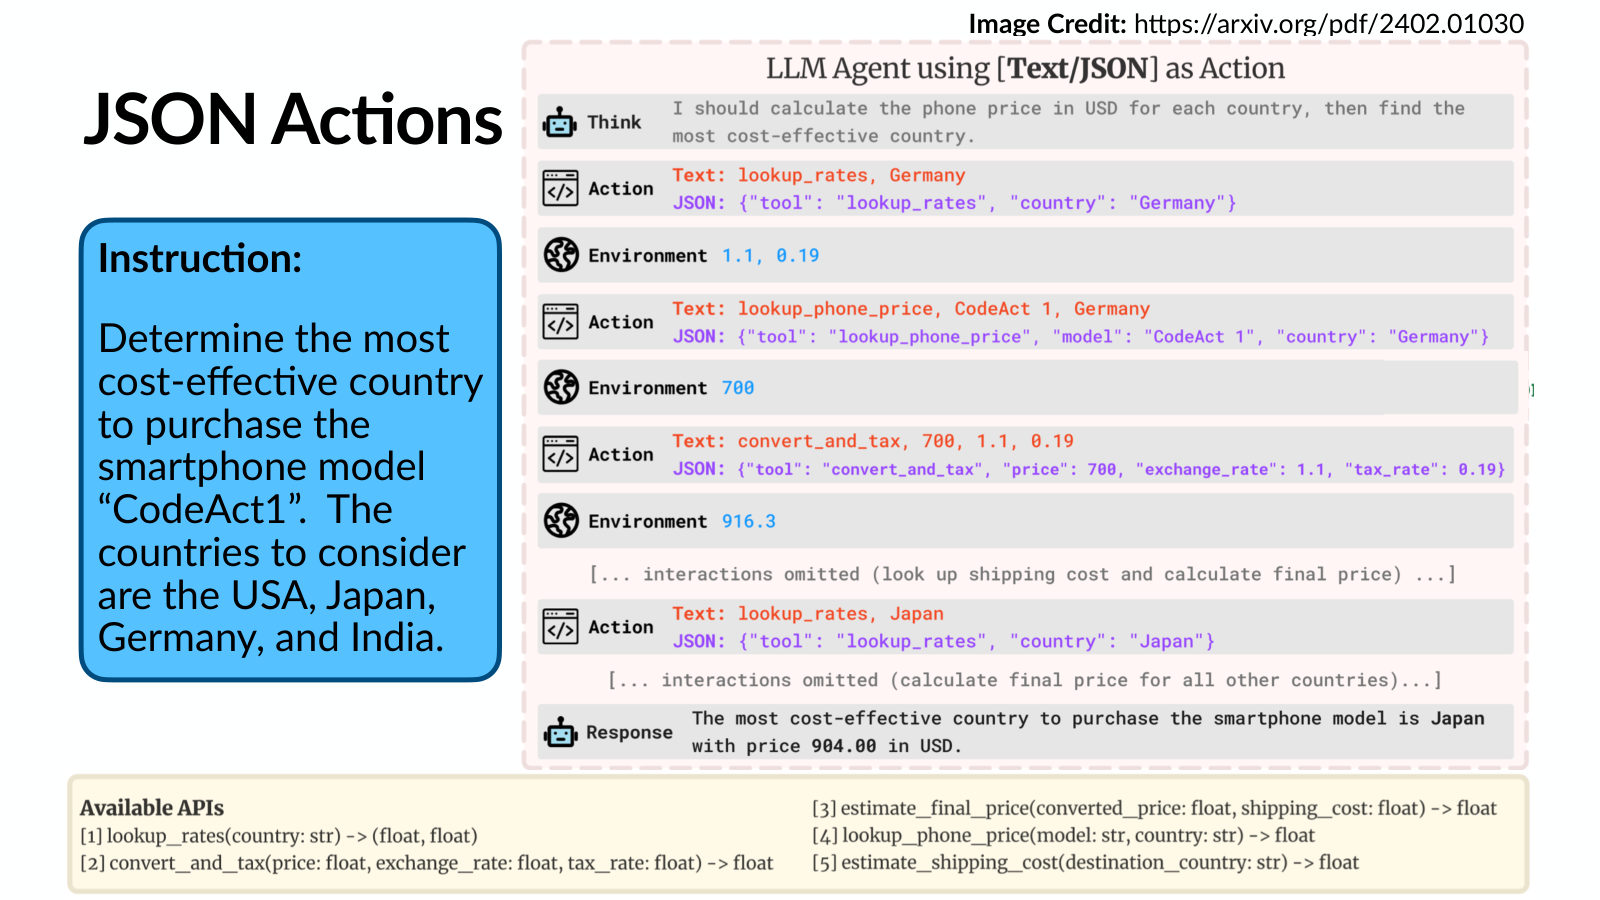 Image Credit: https://arxiv.org/pdf/2402.01030
JSON Actions
Instruction:
Determine the most
cost-effective country
to purchase the
smartphone model
“CodeAct1”.  The
countries to consider
are the USA, Japan,
Germany, and India.
LLM Agent using [Text/JSON] as Action
Think
I should calculate the phone price in USD for each country, then find the
most cost-effective country.
Action
Text: lookup_rates, Germany
JSON: {"tool": "lookup_rates", "country": "Germany"}
Environment 1.1, 0.19
Action
Text: lookup_phone_price, CodeAct 1, Germany
JSON: {"tool": "lookup_phone_price", "model": "CodeAct 1", "country": "Germany"}
Environment 700
Action
Text: convert_and_tax, 700, 1.1, 0.19
JSON: {"tool": "convert_and_tax", "price": 700, "exchange_rate": 1.1, "tax_rate": 0.19}
Environment 916.3
[... interactions omitted (look up shipping cost and calculate final price) ...]
Action
Text: lookup_rates, Japan
JSON: {"tool": "lookup_rates", "country": "Japan"}
[... interactions omitted (calculate final price for all other countries)...]
Response
The most cost-effective country to purchase the smartphone model is Japan
with price 904.00 in USD.
Available APIs
[1] lookup_rates(country: str) -> (float, float)
[2] convert_and_tax(price: float, exchange_rate: float, tax_rate: float) -> float
[3] estimate_final_price(converted_price: float, shipping_cost: float) -> float
[4] lookup_phone_price(model: str, country: str) -> float
[5] estimate_shipping_cost(destination_country: str) -> float